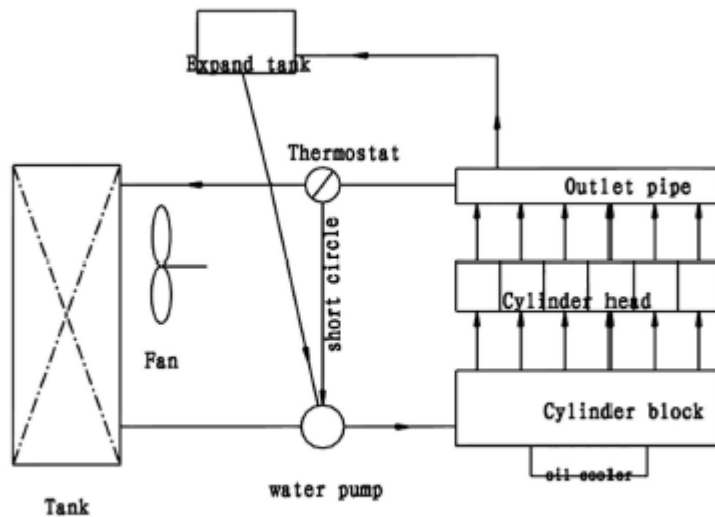 Expand tank
Thermostat
Outlet pipe
short circle
Cylinder head
Fan
Cylinder block
oil cooler
water pump
Tank